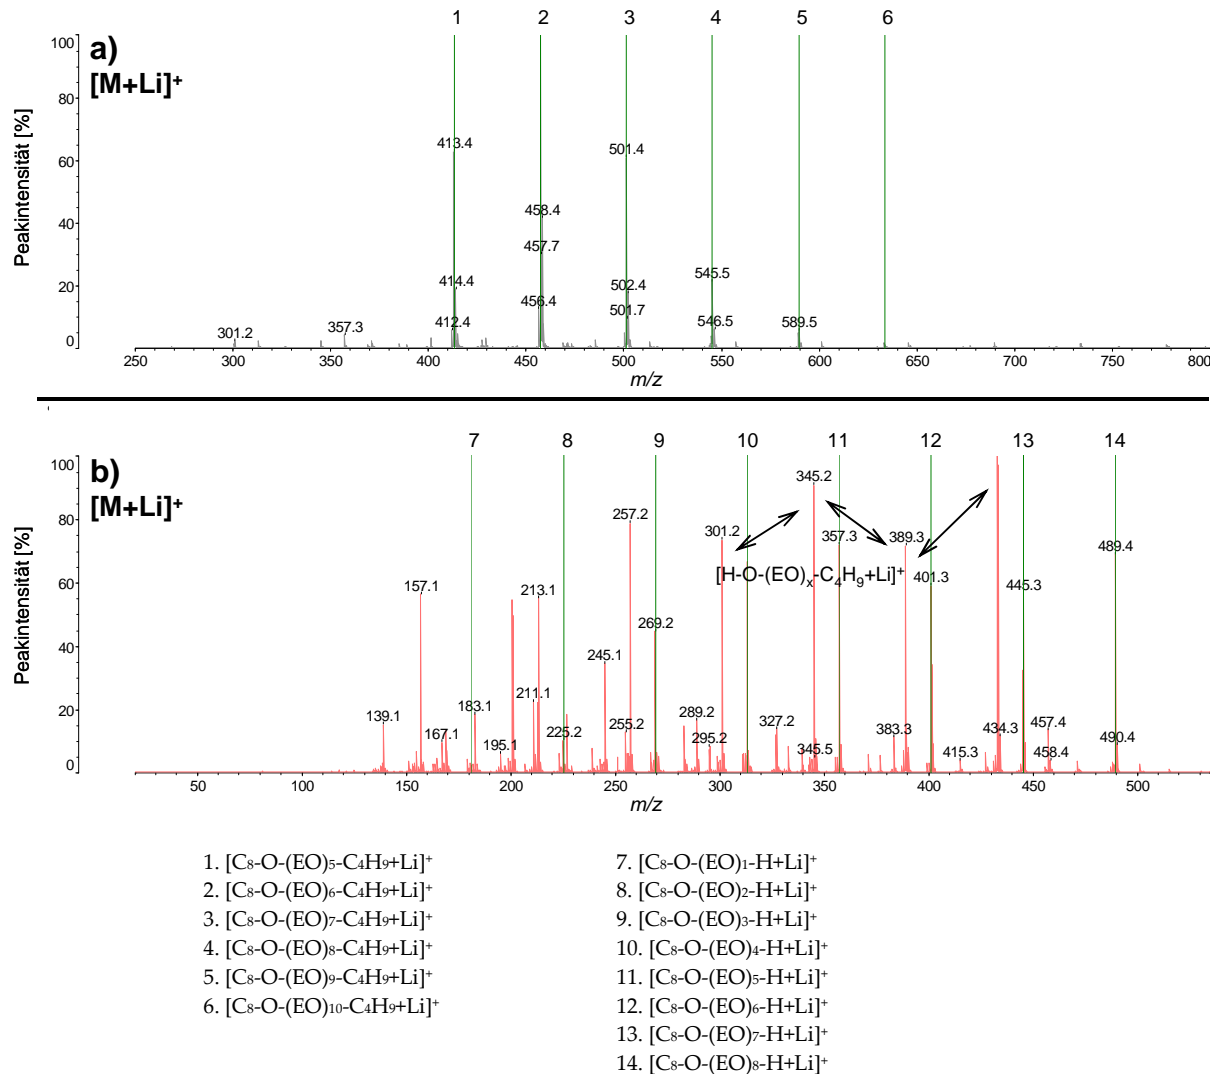 1 2 3 4 5 6
a)
[M+Li]⁺
Peakintensität [%]
100
80
60
40
20
0
413.4
501.4
458.4
457.7
414.4
456.4
412.4
502.4
501.7
545.5
546.5
589.5
301.2
357.3
250 300 350 400 450 500 550 600 650 700 750 800
m/z
7 8 9 10 11 12 13 14
b)
[M+Li]⁺
Peakintensität [%]
100
80
60
40
20
0
345.2
257.2
301.2
357.3
389.3
489.4
[H-O-(EO)ₓ-C₄H₉+Li]⁺
401.3
445.3
157.1
213.1
269.2
245.1
211.1
183.1
139.1
167.1
195.1
225.2
255.2
289.2
295.2
327.2
345.5
383.3
415.3
434.3
457.4
458.4
490.4
50 100 150 200 250 300 350 400 450 500
m/z
1. [C₈-O-(EO)₅-C₄H₉+Li]⁺
2. [C₈-O-(EO)₆-C₄H₉+Li]⁺
3. [C₈-O-(EO)₇-C₄H₉+Li]⁺
4. [C₈-O-(EO)₈-C₄H₉+Li]⁺
5. [C₈-O-(EO)₉-C₄H₉+Li]⁺
6. [C₈-O-(EO)₁₀-C₄H₉+Li]⁺
7. [C₈-O-(EO)₁-H+Li]⁺
8. [C₈-O-(EO)₂-H+Li]⁺
9. [C₈-O-(EO)₃-H+Li]⁺
10. [C₈-O-(EO)₄-H+Li]⁺
11. [C₈-O-(EO)₅-H+Li]⁺
12. [C₈-O-(EO)₆-H+Li]⁺
13. [C₈-O-(EO)₇-H+Li]⁺
14. [C₈-O-(EO)₈-H+Li]⁺